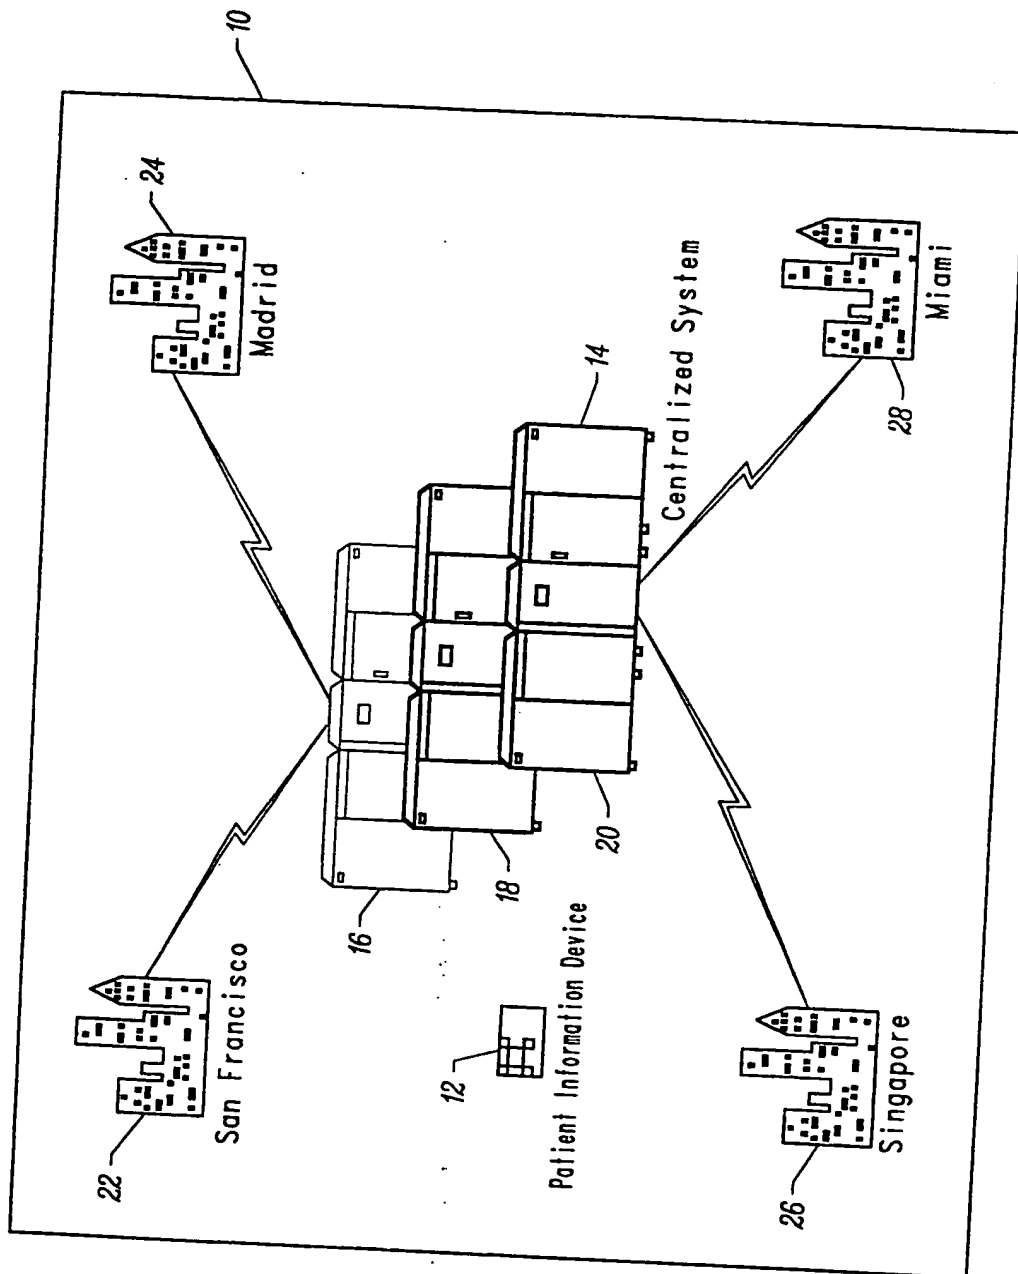 10
22
San Francisco
24
Madrid
16
18
20
14
Centralized System
12
Patient Information Device
26
Singapore
28
Miami